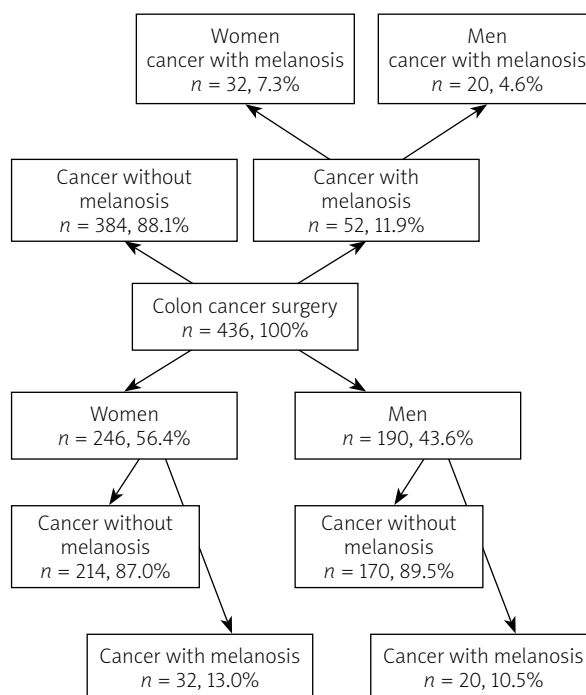 Women
cancer with melanosis
n = 32, 7.3%
Men
cancer with melanosis
n = 20, 4.6%
Cancer without
melanosis
n = 384, 88.1%
Cancer with
melanosis
n = 52, 11.9%
Colon cancer surgery
n = 436, 100%
Women
n = 246, 56.4%
Men
n = 190, 43.6%
Cancer without
melanosis
n = 214, 87.0%
Cancer without
melanosis
n = 170, 89.5%
Cancer with melanosis
n = 32, 13.0%
Cancer with melanosis
n = 20, 10.5%